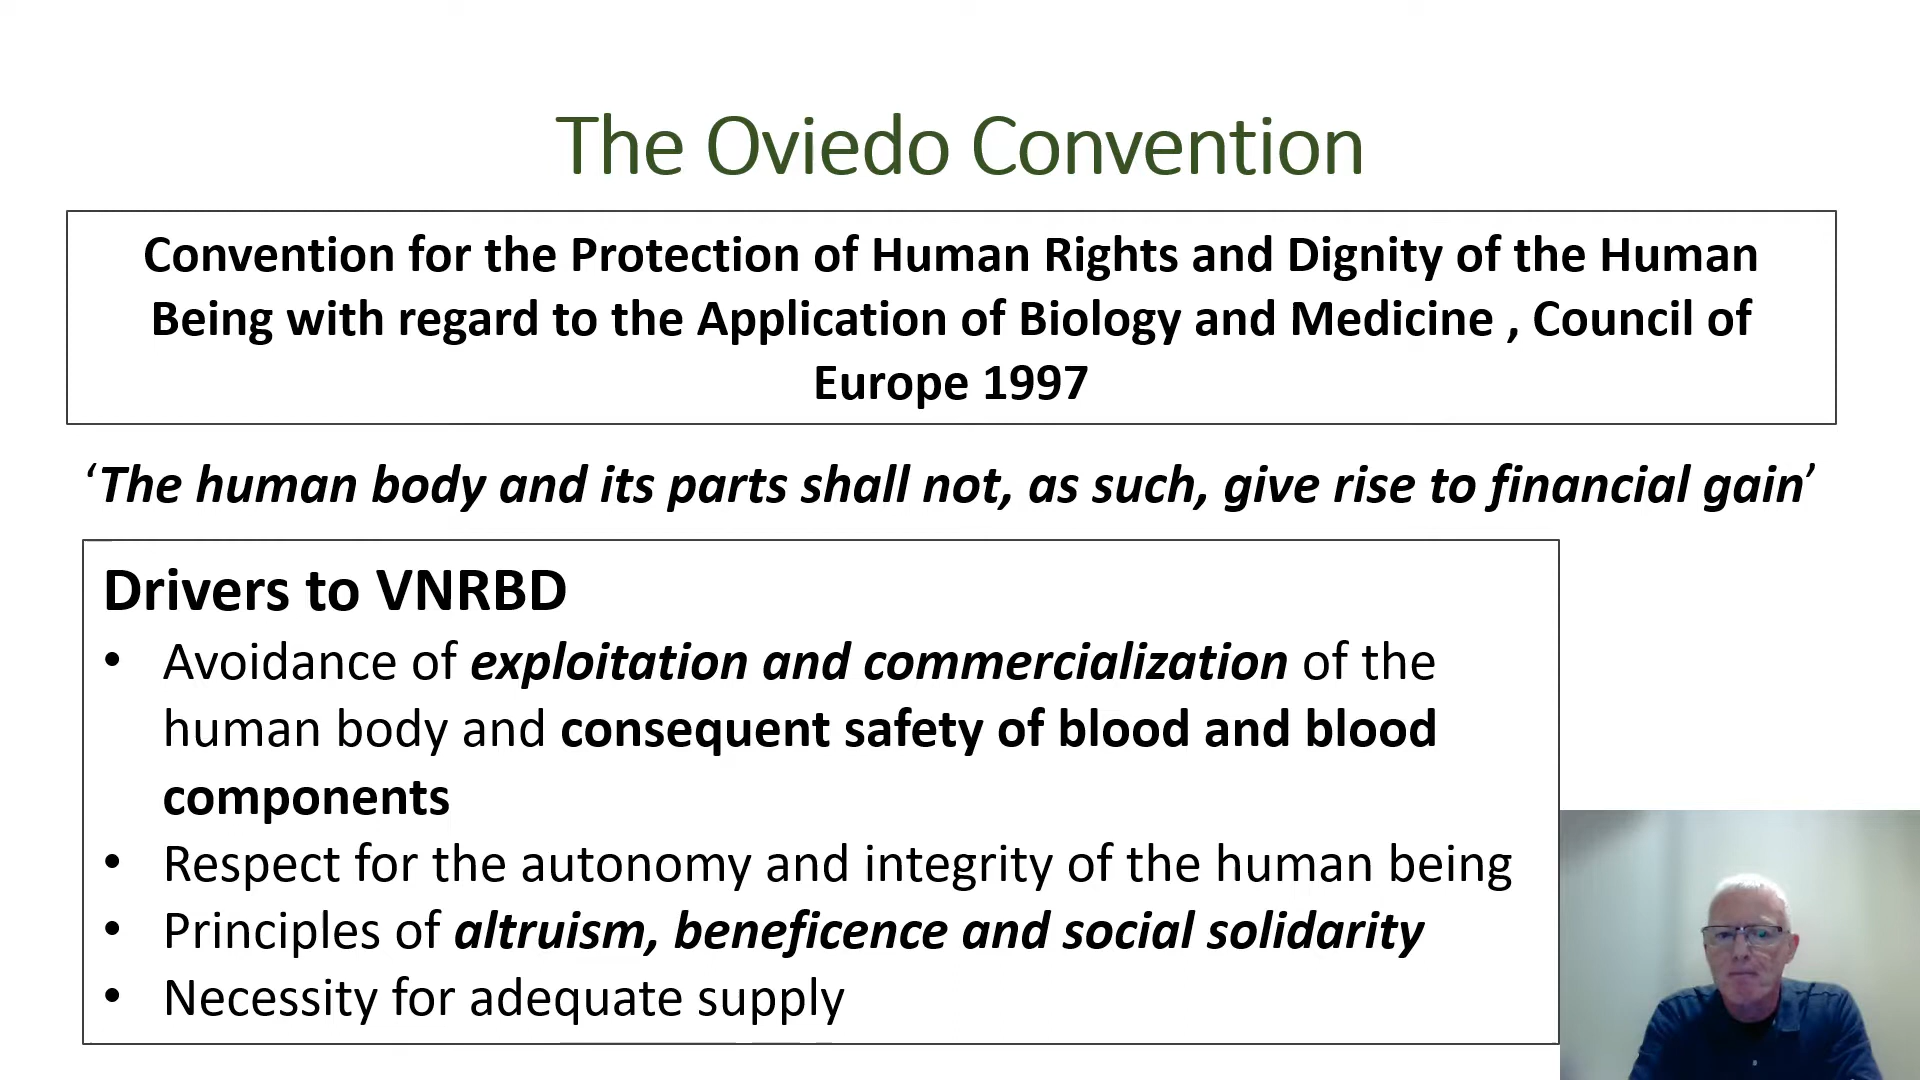 The Oviedo Convention
Convention for the Protection of Human Rights and Dignity of the Human
Being with regard to the Application of Biology and Medicine , Council of
Europe 1997
‘The human body and its parts shall not, as such, give rise to financial gain’
Drivers to VNRBD
• Avoidance of exploitation and commercialization of the
human body and consequent safety of blood and blood
components
• Respect for the autonomy and integrity of the human being
• Principles of altruism, beneficence and social solidarity
• Necessity for adequate supply